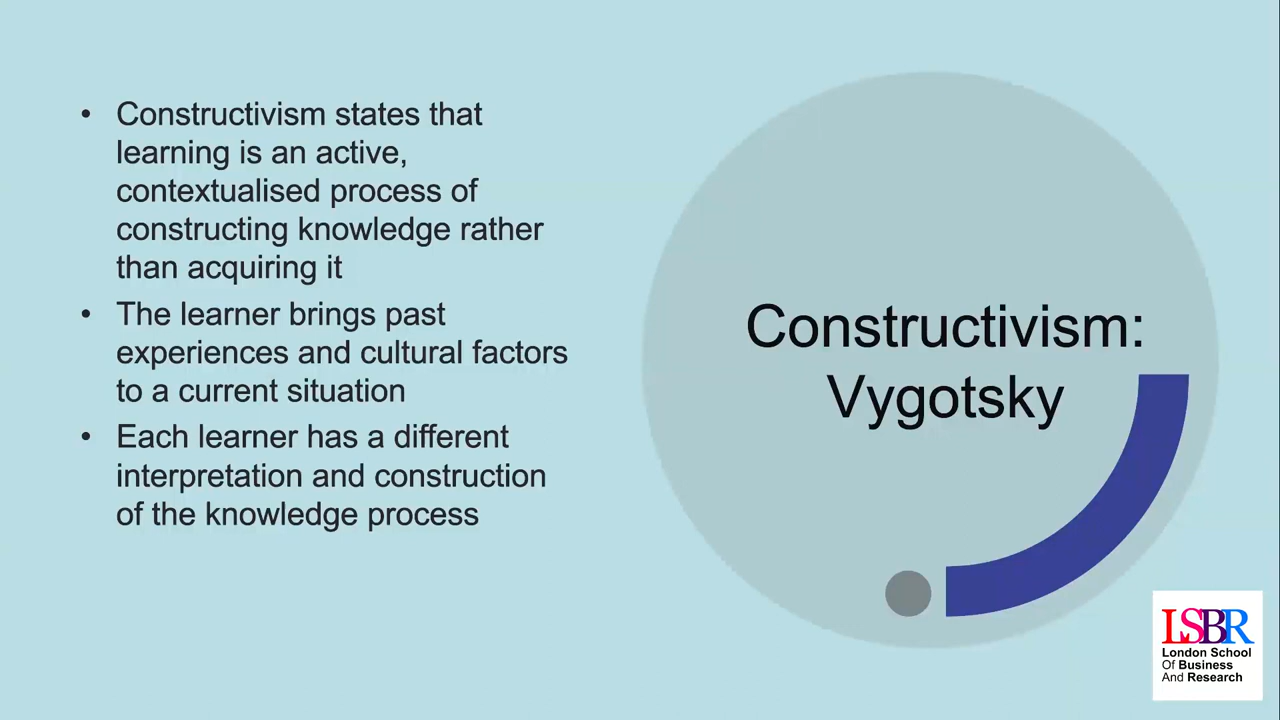 • Constructivism states that
learning is an active,
contextualised process of
constructing knowledge rather
than acquiring it
• The learner brings past
experiences and cultural factors
to a current situation
• Each learner has a different
interpretation and construction
of the knowledge process
Constructivism:
Vygotsky
LSBR
London School
Of Business
And Research